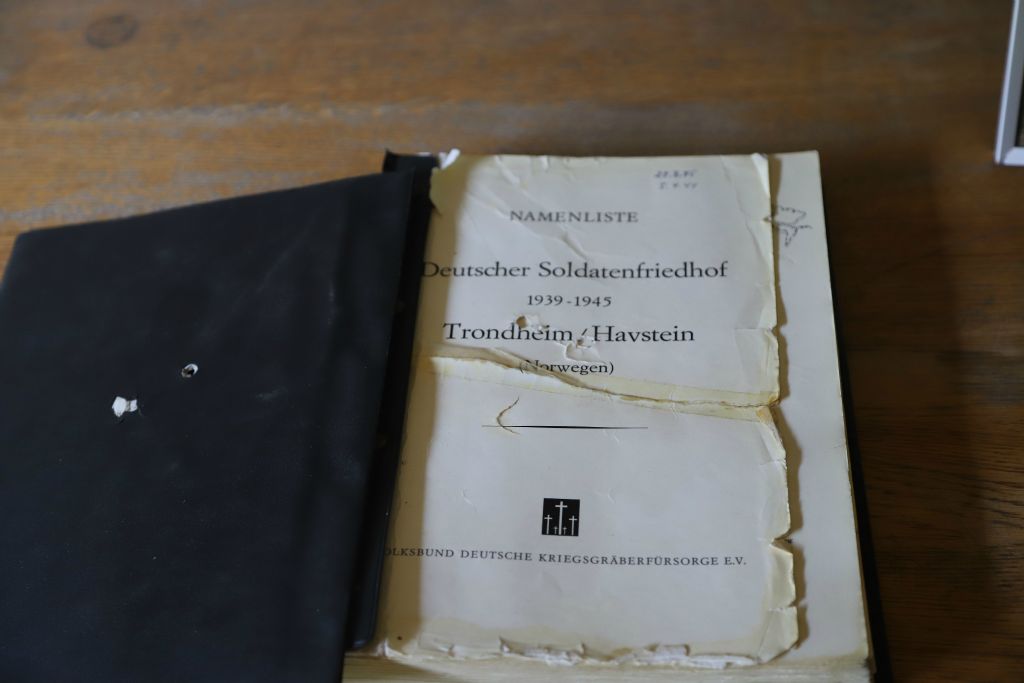 NAMENLISTE
Deutscher Soldatenfriedhof
1939-1945
Trondheim/Havstein
(Norwegen)
OLKSBUND DEUTSCHE KRIEGSGRÄBERFÜRSORGE E.V.